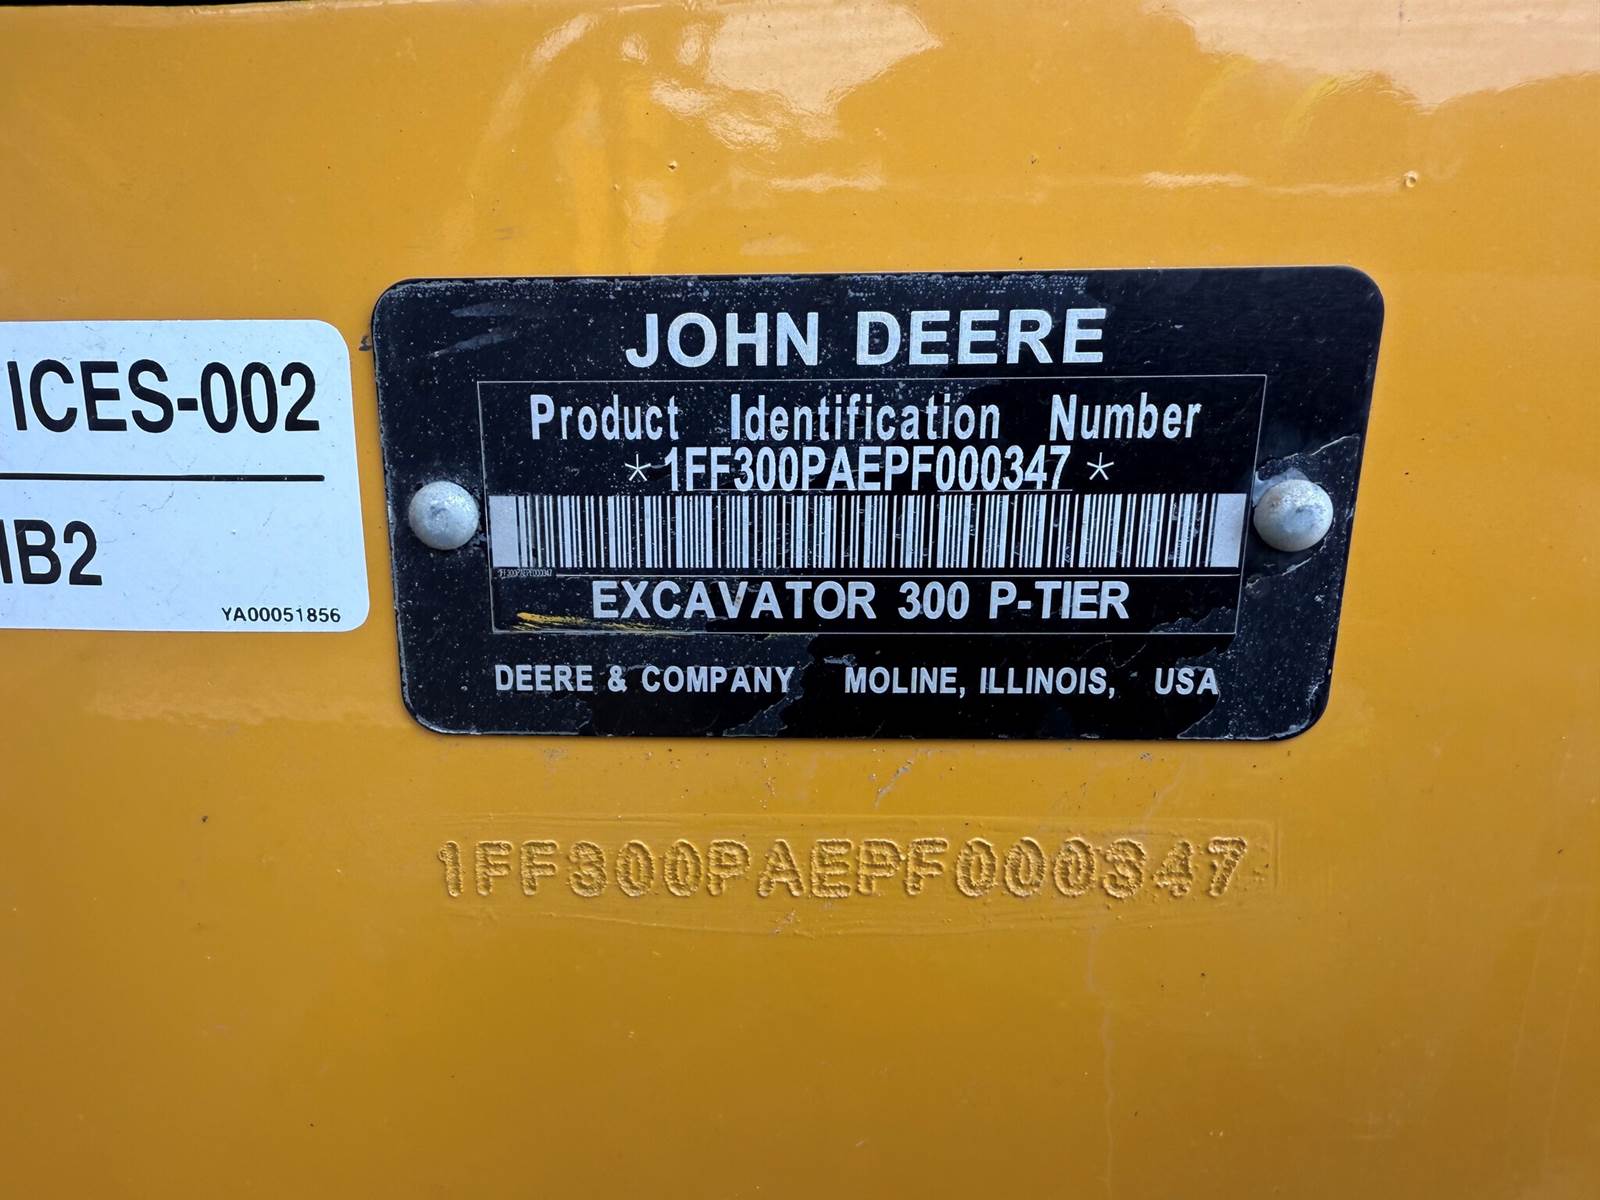 ICES-002
IB2
YA00051856
JOHN DEERE
Product Identification Number
*1FF300PAEPF000347*
1FF300PAEPF000347
EXCAVATOR 300 P-TIER
DEERE & COMPANY MOLINE, ILLINOIS, USA
1FF300PAEPF000347